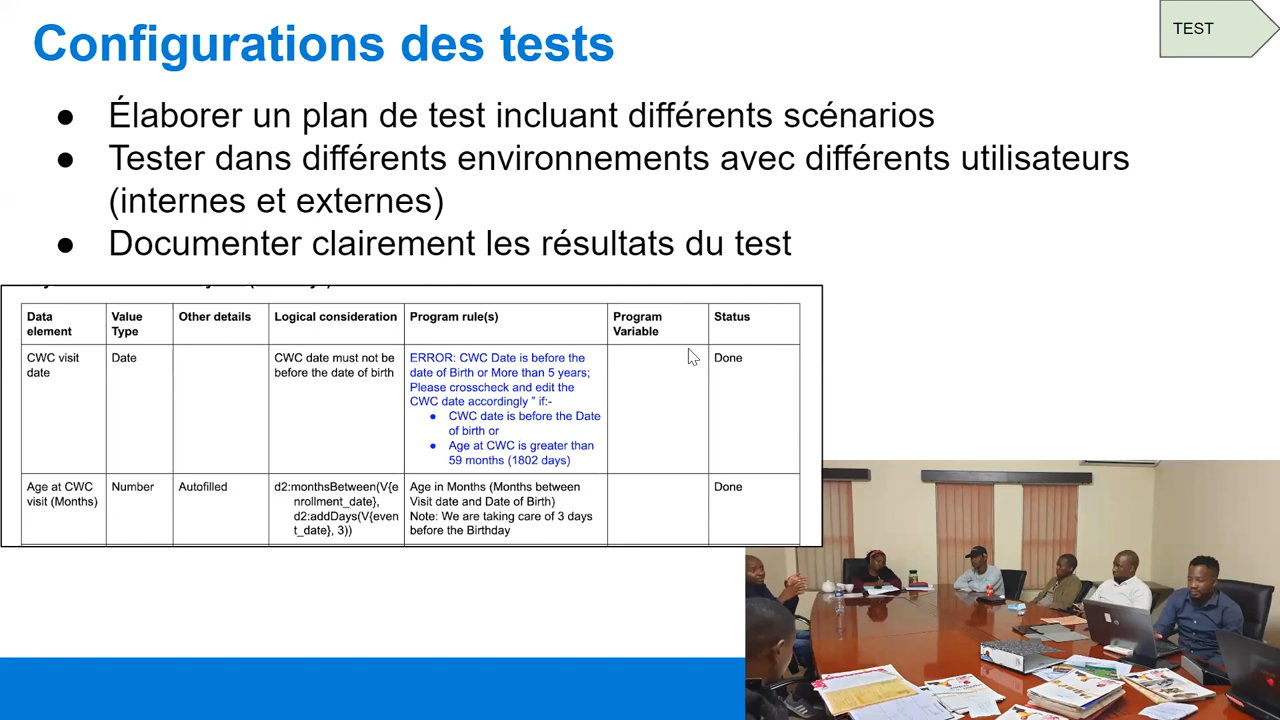 Configurations des tests
TEST
● Élaborer un plan de test incluant différents scénarios
● Tester dans différents environnements avec différents utilisateurs
(internes et externes)
● Documenter clairement les résultats du test
Data element | Value Type | Other details | Logical consideration | Program rule(s) | Program Variable | Status
CWC visit date
Date
CWC date must not be
before the date of birth
ERROR: CWC Date is before the
date of Birth or More than 5 years;
Please crosscheck and edit the
CWC date accordingly " if:-
● CWC date is before the Date
of birth or
● Age at CWC is greater than
59 months (1802 days)
Done
Age at CWC
visit (Months)
Number
Autofilled
d2:monthsBetween(V{e
nrollment_date},
d2:addDays(V{even
t_date}, 3))
Age in Months (Months between
Visit date and Date of Birth)
Note: We are taking care of 3 days
before the Birthday
Done